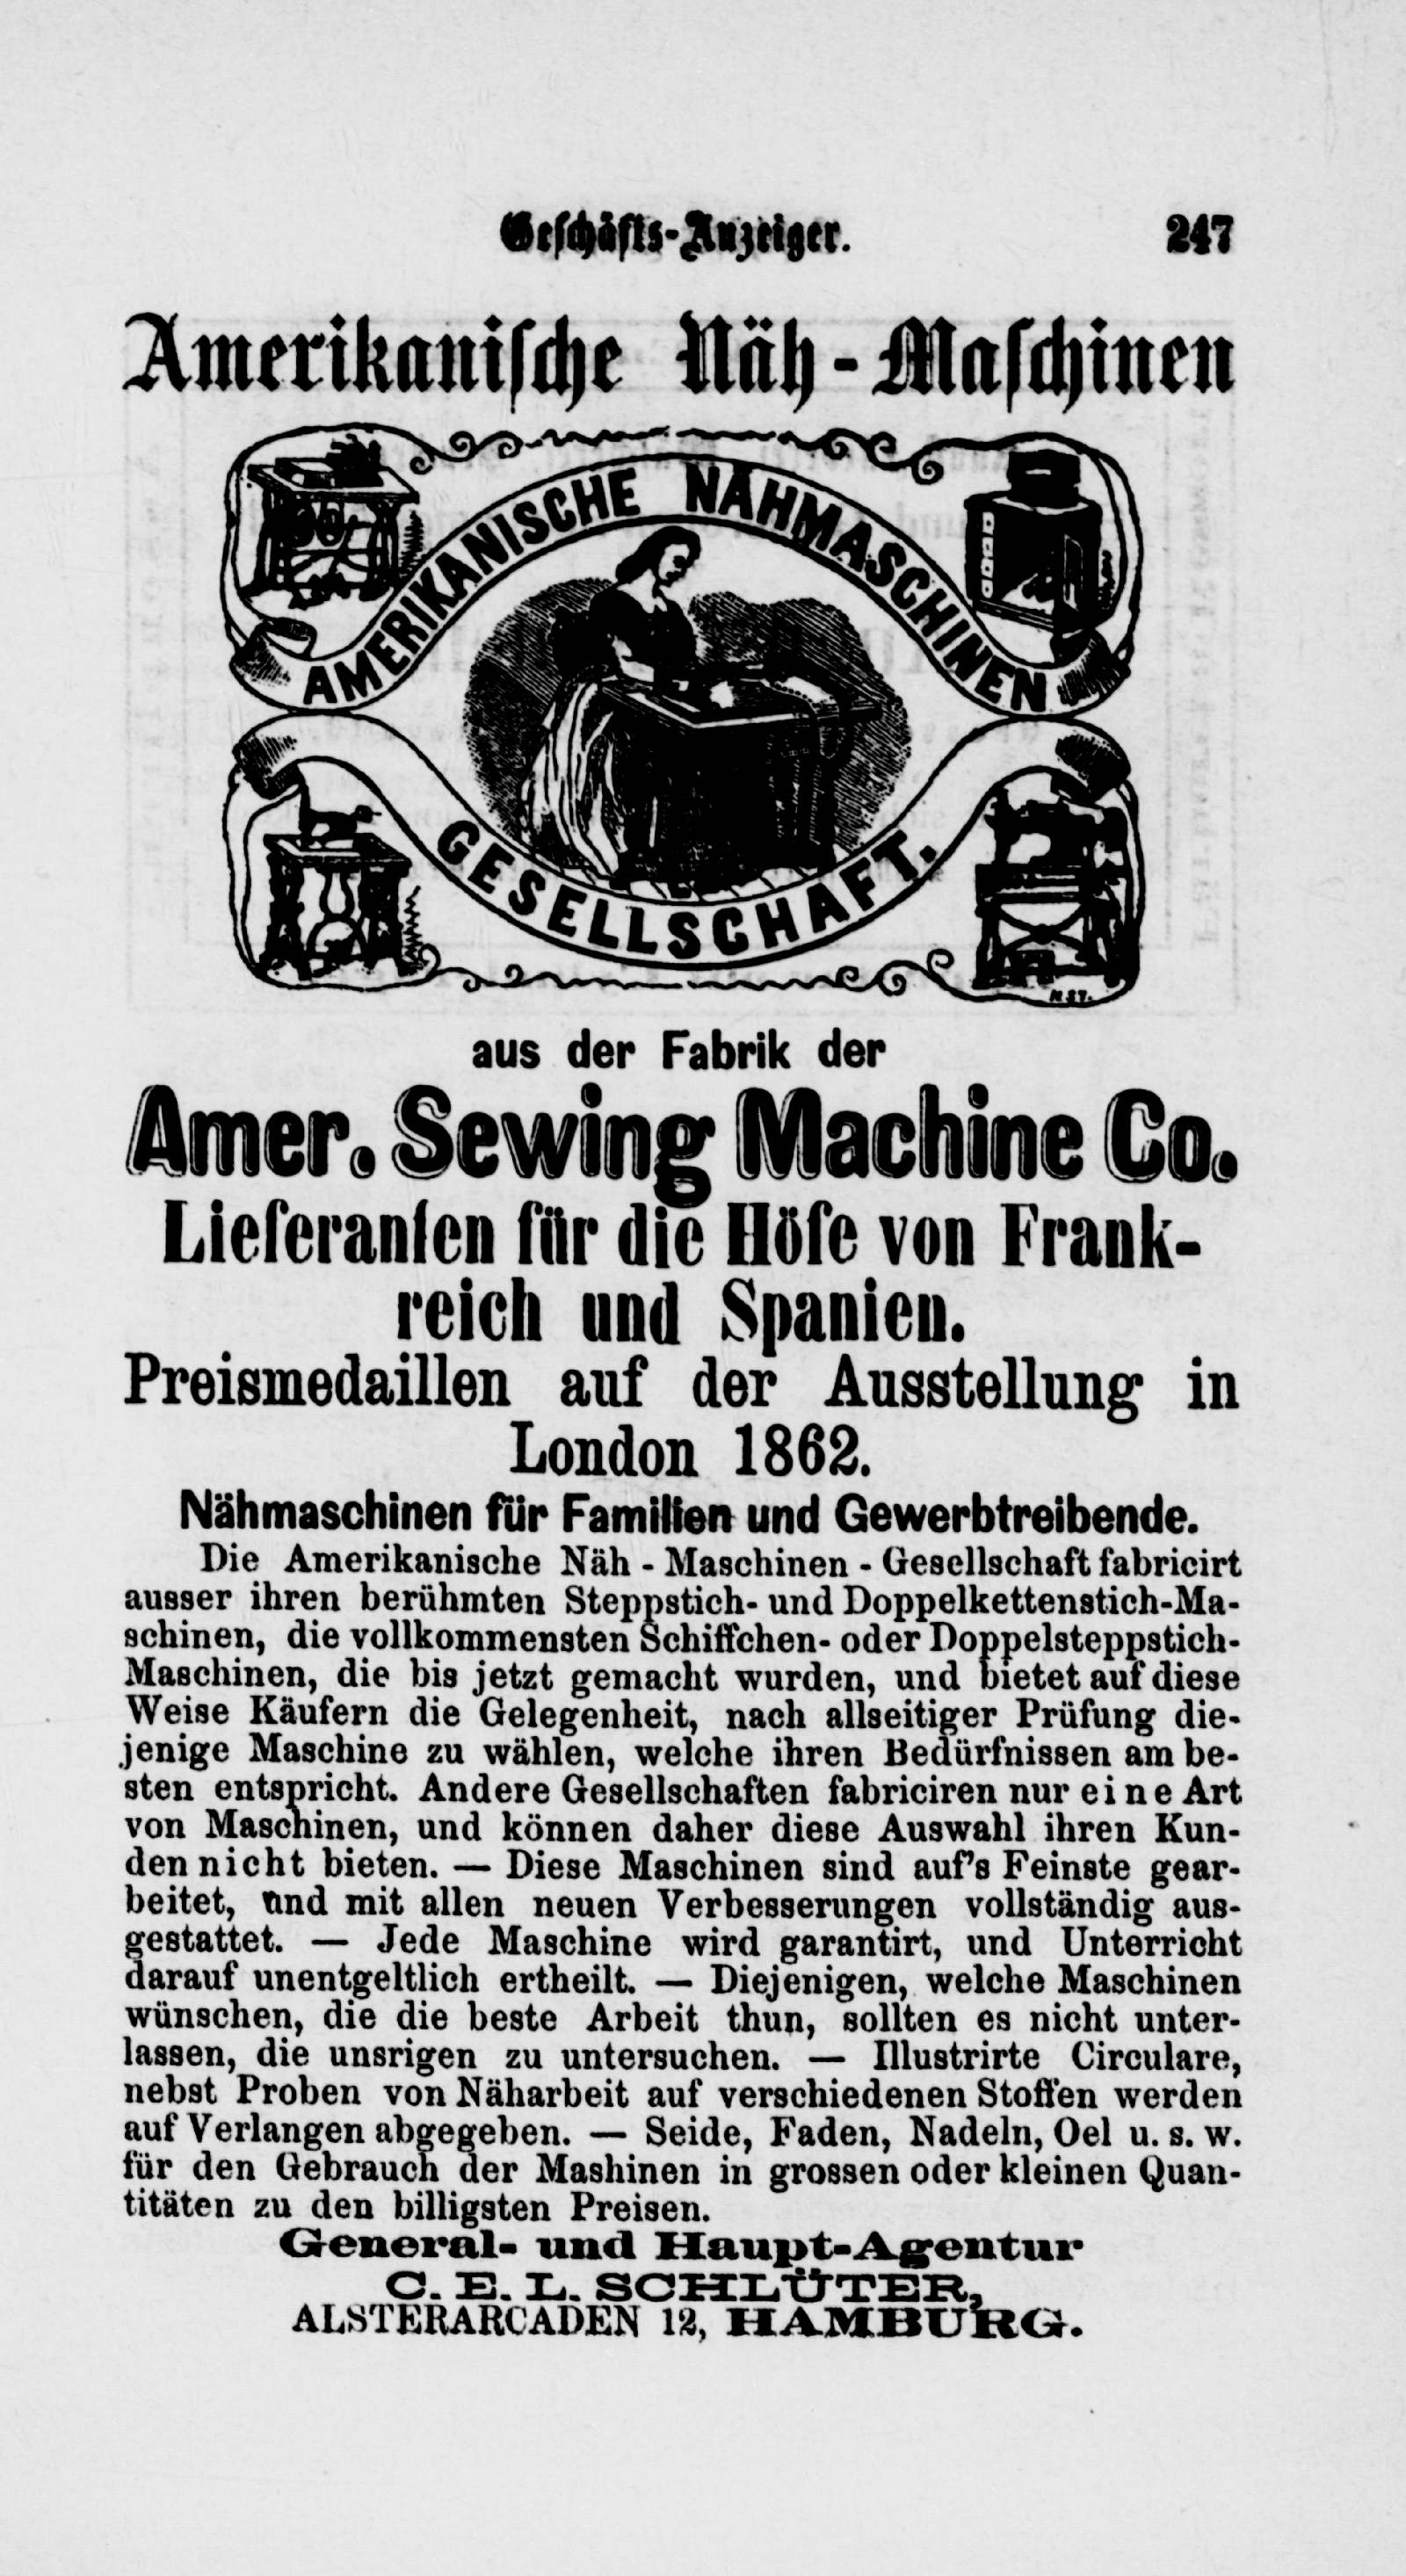 Geschäfts-Anzeiger. 247
Amerikanische Näh-Maschinen
AMERIKANISCHE NÄHMASCHINEN
GESELLSCHAFT.
aus der Fabrik der
Amer. Sewing Machine Co.
Lieferanten für die Höfe von Frank-
reich und Spanien.
Preismedaillen auf der Ausstellung in
London 1862.
Nähmaschinen für Familien und Gewerbtreibende.
Die Amerikanische Näh-Maschinen-Gesellschaft fabricirt
ausser ihren berühmten Steppstich- und Doppelkettenstich-Ma-
schinen, die vollkommensten Schiffchen- oder Doppelsteppstich-
Maschinen, die bis jetzt gemacht wurden, und bietet auf diese
Weise Käufern die Gelegenheit, nach allseitiger Prüfung die-
jenige Maschine zu wählen, welche ihren Bedürfnissen am be-
sten entspricht. Andere Gesellschaften fabriciren nur eine Art
von Maschinen, und können daher diese Auswahl ihren Kun-
den nicht bieten. — Diese Maschinen sind auf's Feinste gear-
beitet, und mit allen neuen Verbesserungen vollständig aus-
gestattet. — Jede Maschine wird garantirt, und Unterricht
darauf unentgeltlich ertheilt. — Diejenigen, welche Maschinen
wünschen, die die beste Arbeit thun, sollten es nicht unter-
lassen, die unsrigen zu untersuchen. — Illustrirte Circulare,
nebst Proben von Näharbeit auf verschiedenen Stoffen werden
auf Verlangen abgegeben. — Seide, Faden, Nadeln, Oel u. s. w.
für den Gebrauch der Mashinen in grossen oder kleinen Quan-
titäten zu den billigsten Preisen.
General- und Haupt-Agentur
C. E. L. SCHLÜTER,
ALSTERARCADEN 12, HAMBURG.